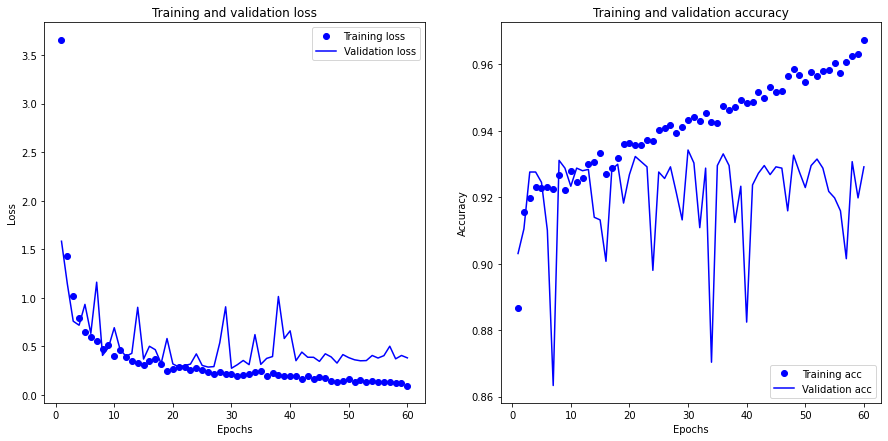 Training and validation loss
Training loss
Validation loss
3.5
3.0
2.5
2.0
1.5
1.0
0.5
0.0
Loss
0
10
20
30
40
50
60
Epochs
Training and validation accuracy
0.96
0.94
0.92
0.90
0.88
0.86
Accuracy
Training acc
Validation acc
0
10
20
30
40
50
60
Epochs